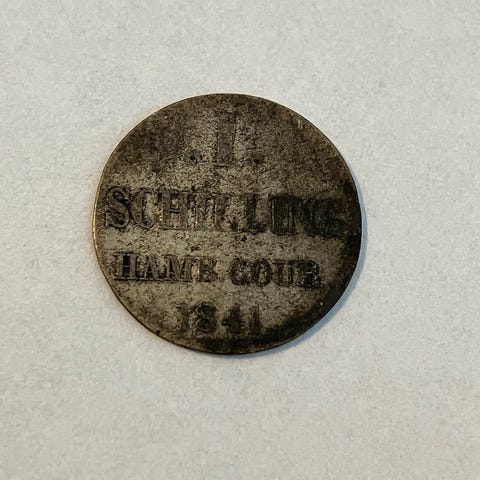 .I.
SCHILLING
HAMB. COUR.
1841